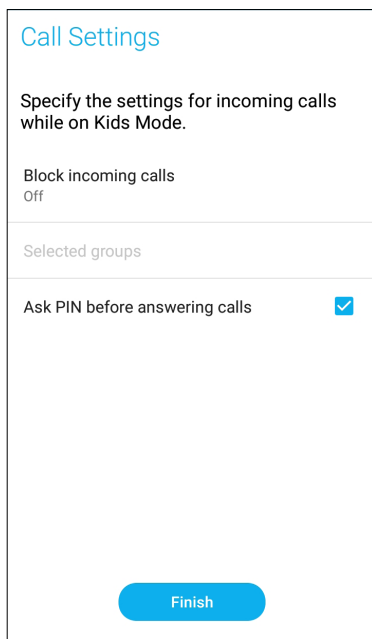 Call Settings
Specify the settings for incoming calls
while on Kids Mode.
Block incoming calls
Off
Selected groups
Ask PIN before answering calls
Finish